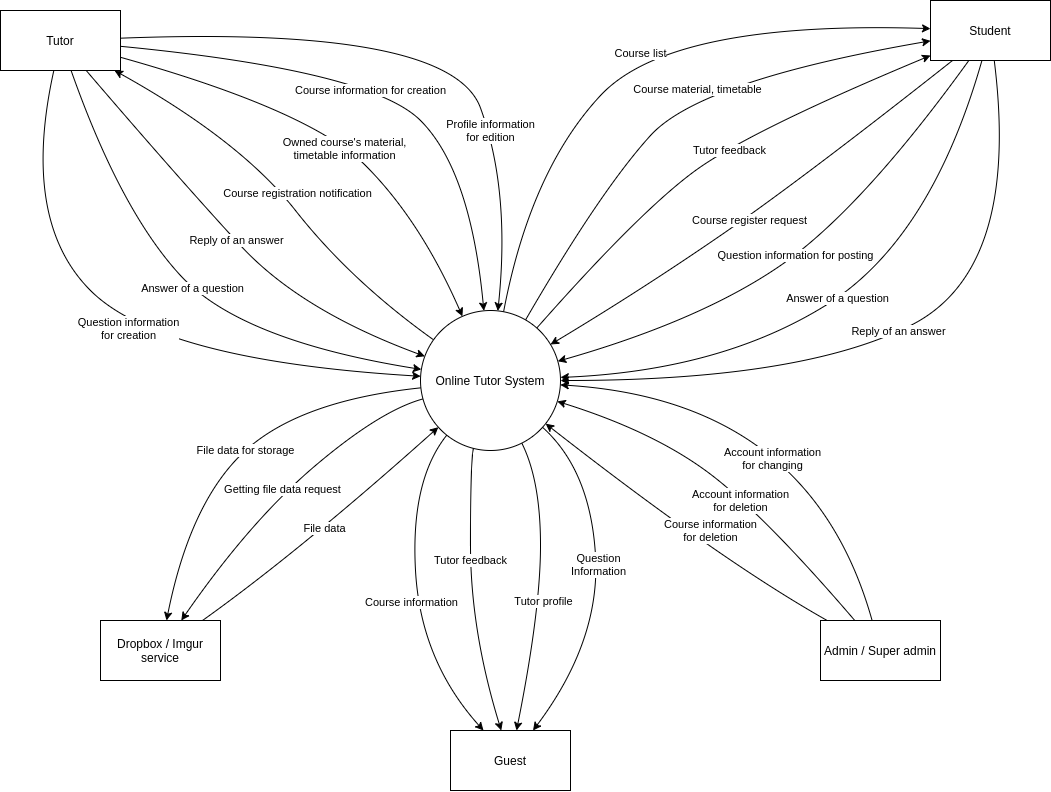 Tutor
Student
Course list
Course information for creation
Course material, timetable
Profile information
for edition
Owned course's material,
timetable information
Tutor feedback
Course registration notification
Course register request
Reply of an answer
Question information for posting
Answer of a question
Answer of a question
Question information
for creation
Reply of an answer
Online Tutor System
File data for storage
Account information
for changing
Getting file data request
Account information
for deletion
File data
Course information
for deletion
Tutor feedback
Question
Information
Course information
Tutor profile
Dropbox / Imgur
service
Admin / Super admin
Guest